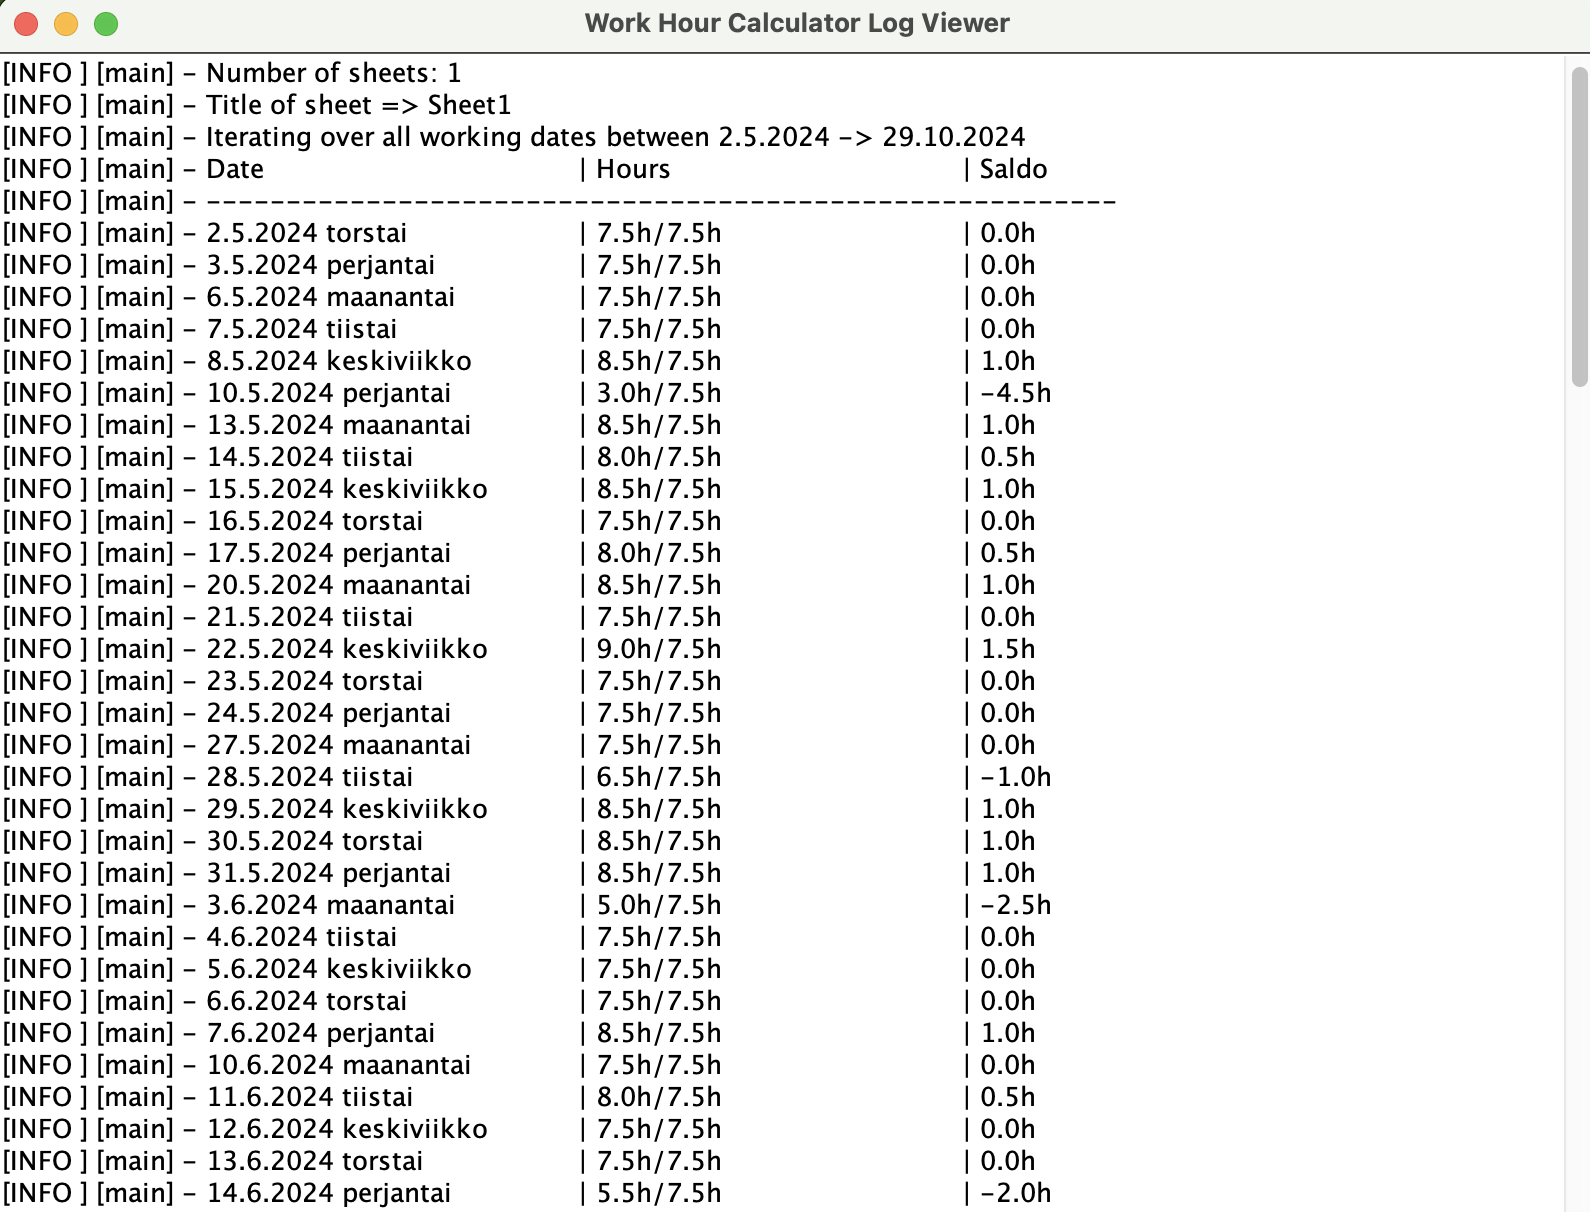 Work Hour Calculator Log Viewer
[INFO ] [main] - Number of sheets: 1
[INFO ] [main] - Title of sheet => Sheet1
[INFO ] [main] - Iterating over all working dates between 2.5.2024 -> 29.10.2024
[INFO ] [main] - Date | Hours | Saldo
[INFO ] [main] - --------------------------------------------------------
[INFO ] [main] - 2.5.2024 torstai | 7.5h/7.5h | 0.0h
[INFO ] [main] - 3.5.2024 perjantai | 7.5h/7.5h | 0.0h
[INFO ] [main] - 6.5.2024 maanantai | 7.5h/7.5h | 0.0h
[INFO ] [main] - 7.5.2024 tiistai | 7.5h/7.5h | 0.0h
[INFO ] [main] - 8.5.2024 keskiviikko | 8.5h/7.5h | 1.0h
[INFO ] [main] - 10.5.2024 perjantai | 3.0h/7.5h | -4.5h
[INFO ] [main] - 13.5.2024 maanantai | 8.5h/7.5h | 1.0h
[INFO ] [main] - 14.5.2024 tiistai | 8.0h/7.5h | 0.5h
[INFO ] [main] - 15.5.2024 keskiviikko | 8.5h/7.5h | 1.0h
[INFO ] [main] - 16.5.2024 torstai | 7.5h/7.5h | 0.0h
[INFO ] [main] - 17.5.2024 perjantai | 8.0h/7.5h | 0.5h
[INFO ] [main] - 20.5.2024 maanantai | 8.5h/7.5h | 1.0h
[INFO ] [main] - 21.5.2024 tiistai | 7.5h/7.5h | 0.0h
[INFO ] [main] - 22.5.2024 keskiviikko | 9.0h/7.5h | 1.5h
[INFO ] [main] - 23.5.2024 torstai | 7.5h/7.5h | 0.0h
[INFO ] [main] - 24.5.2024 perjantai | 7.5h/7.5h | 0.0h
[INFO ] [main] - 27.5.2024 maanantai | 7.5h/7.5h | 0.0h
[INFO ] [main] - 28.5.2024 tiistai | 6.5h/7.5h | -1.0h
[INFO ] [main] - 29.5.2024 keskiviikko | 8.5h/7.5h | 1.0h
[INFO ] [main] - 30.5.2024 torstai | 8.5h/7.5h | 1.0h
[INFO ] [main] - 31.5.2024 perjantai | 8.5h/7.5h | 1.0h
[INFO ] [main] - 3.6.2024 maanantai | 5.0h/7.5h | -2.5h
[INFO ] [main] - 4.6.2024 tiistai | 7.5h/7.5h | 0.0h
[INFO ] [main] - 5.6.2024 keskiviikko | 7.5h/7.5h | 0.0h
[INFO ] [main] - 6.6.2024 torstai | 7.5h/7.5h | 0.0h
[INFO ] [main] - 7.6.2024 perjantai | 8.5h/7.5h | 1.0h
[INFO ] [main] - 10.6.2024 maanantai | 7.5h/7.5h | 0.0h
[INFO ] [main] - 11.6.2024 tiistai | 8.0h/7.5h | 0.5h
[INFO ] [main] - 12.6.2024 keskiviikko | 7.5h/7.5h | 0.0h
[INFO ] [main] - 13.6.2024 torstai | 7.5h/7.5h | 0.0h
[INFO ] [main] - 14.6.2024 perjantai | 5.5h/7.5h | -2.0h